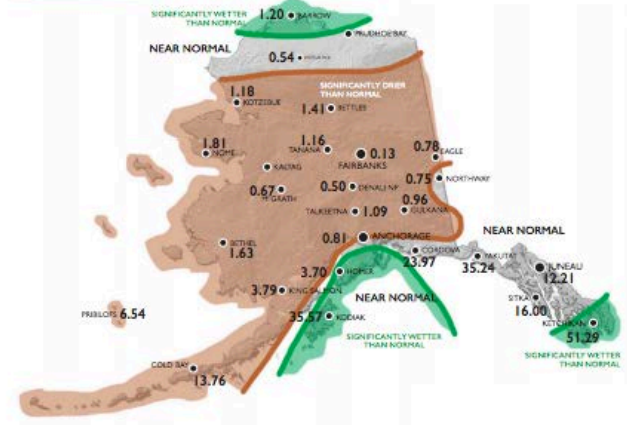 SIGNIFICANTLY WETTER
THAN NORMAL
1.20 BARROW
PRUDHOE BAY
NEAR NORMAL
0.54
SIGNIFICANTLY DRIER
THAN NORMAL
1.18
KOTZEBUE
1.41 BETTLES
1.81
NOME
1.16
TANANA
0.13
FAIRBANKS
0.78
EAGLE
KALTAG
0.67
McGRATH
0.50 DENALI NP
0.75 NORTHWAY
0.96
GULKANA
TALKEETNA 1.09
NEAR NORMAL
0.81 ANCHORAGE
BETHEL
1.63
CORDOVA
23.97
YAKUTAT
35.24
JUNEAU
12.21
3.70 HOMER
3.79 KING SALMON
NEAR NORMAL
SITKA
16.00
PRIBILOFS 6.54
35.57 KODIAK
KETCHIKAN
51.29
SIGNIFICANTLY WETTER
THAN NORMAL
SIGNIFICANTLY WETTER
THAN NORMAL
COLD BAY
13.76